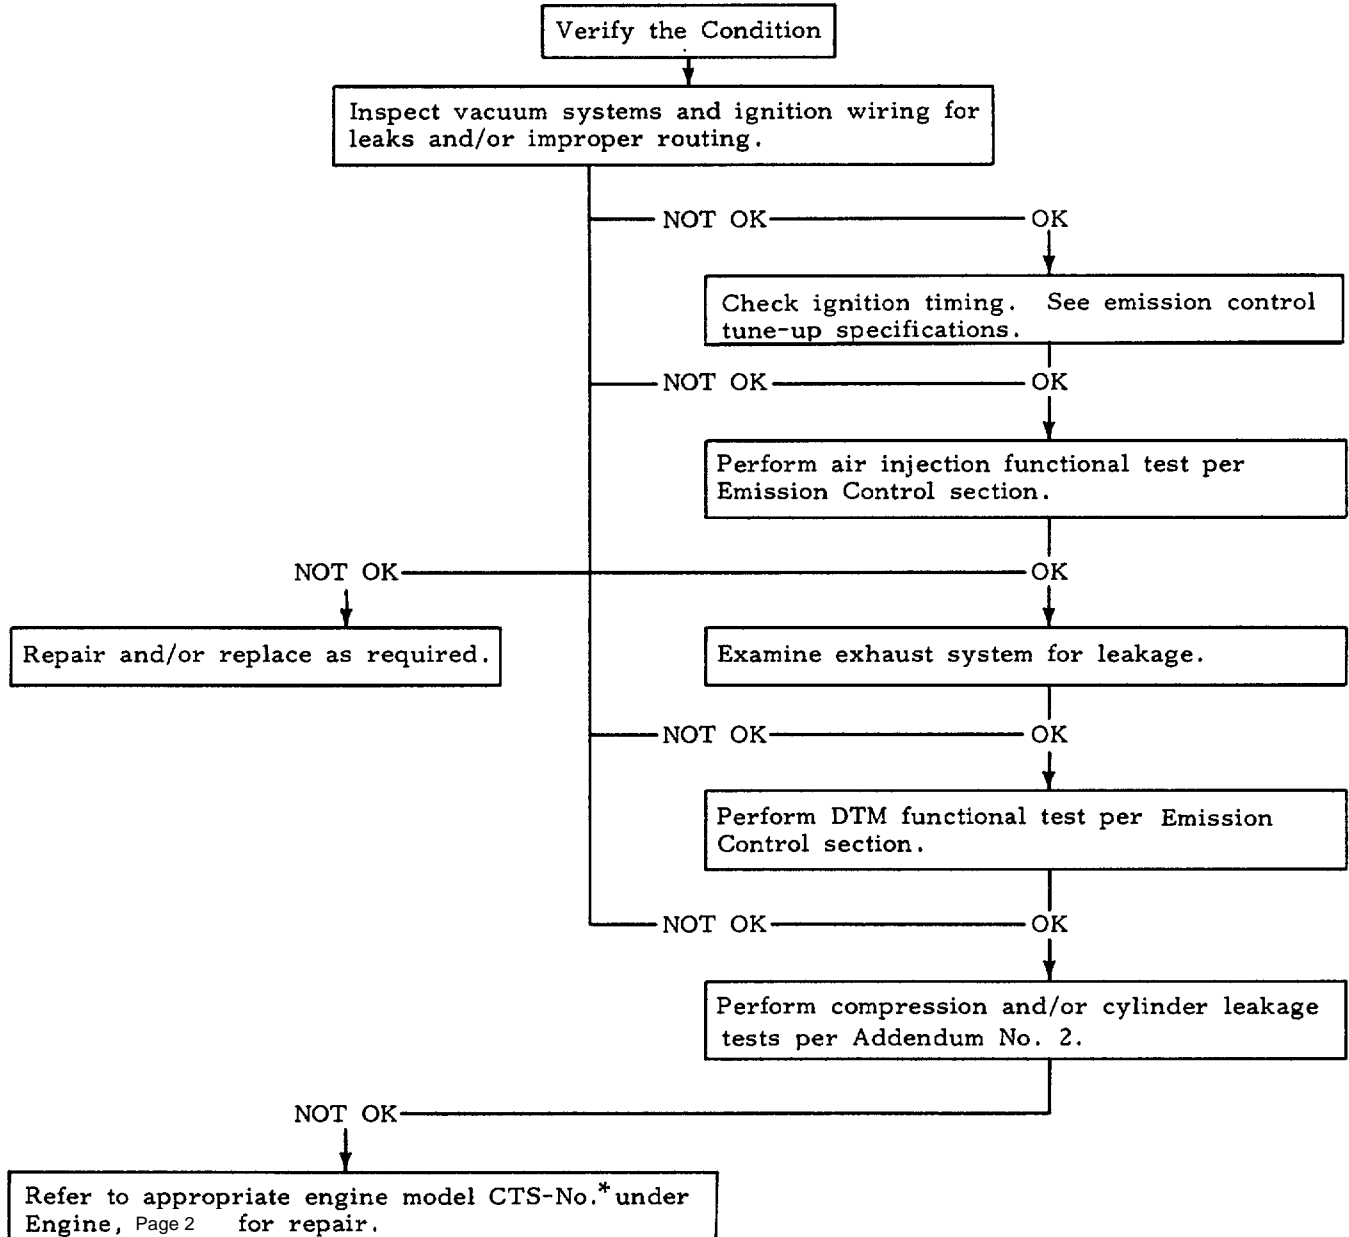 Verify the Condition
Inspect vacuum systems and ignition wiring for
leaks and/or improper routing.
NOT OK OK
Check ignition timing. See emission control
tune-up specifications.
NOT OK OK
Perform air injection functional test per
Emission Control section.
NOT OK OK
Repair and/or replace as required.
Examine exhaust system for leakage.
NOT OK OK
Perform DTM functional test per Emission
Control section.
NOT OK OK
Perform compression and/or cylinder leakage
tests per Addendum No. 2.
NOT OK
Refer to appropriate engine model CTS-No.* under
Engine, Page 2 for repair.